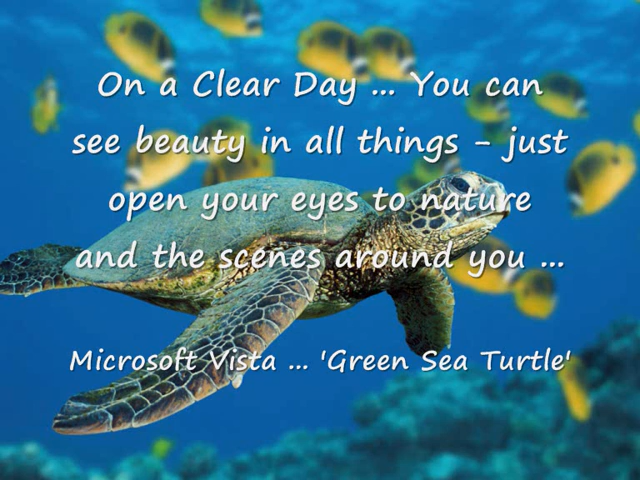 On a Clear Day ... You can
see beauty in all things - just
open your eyes to nature
and the scenes around you ...
Microsoft Vista ... 'Green Sea Turtle'